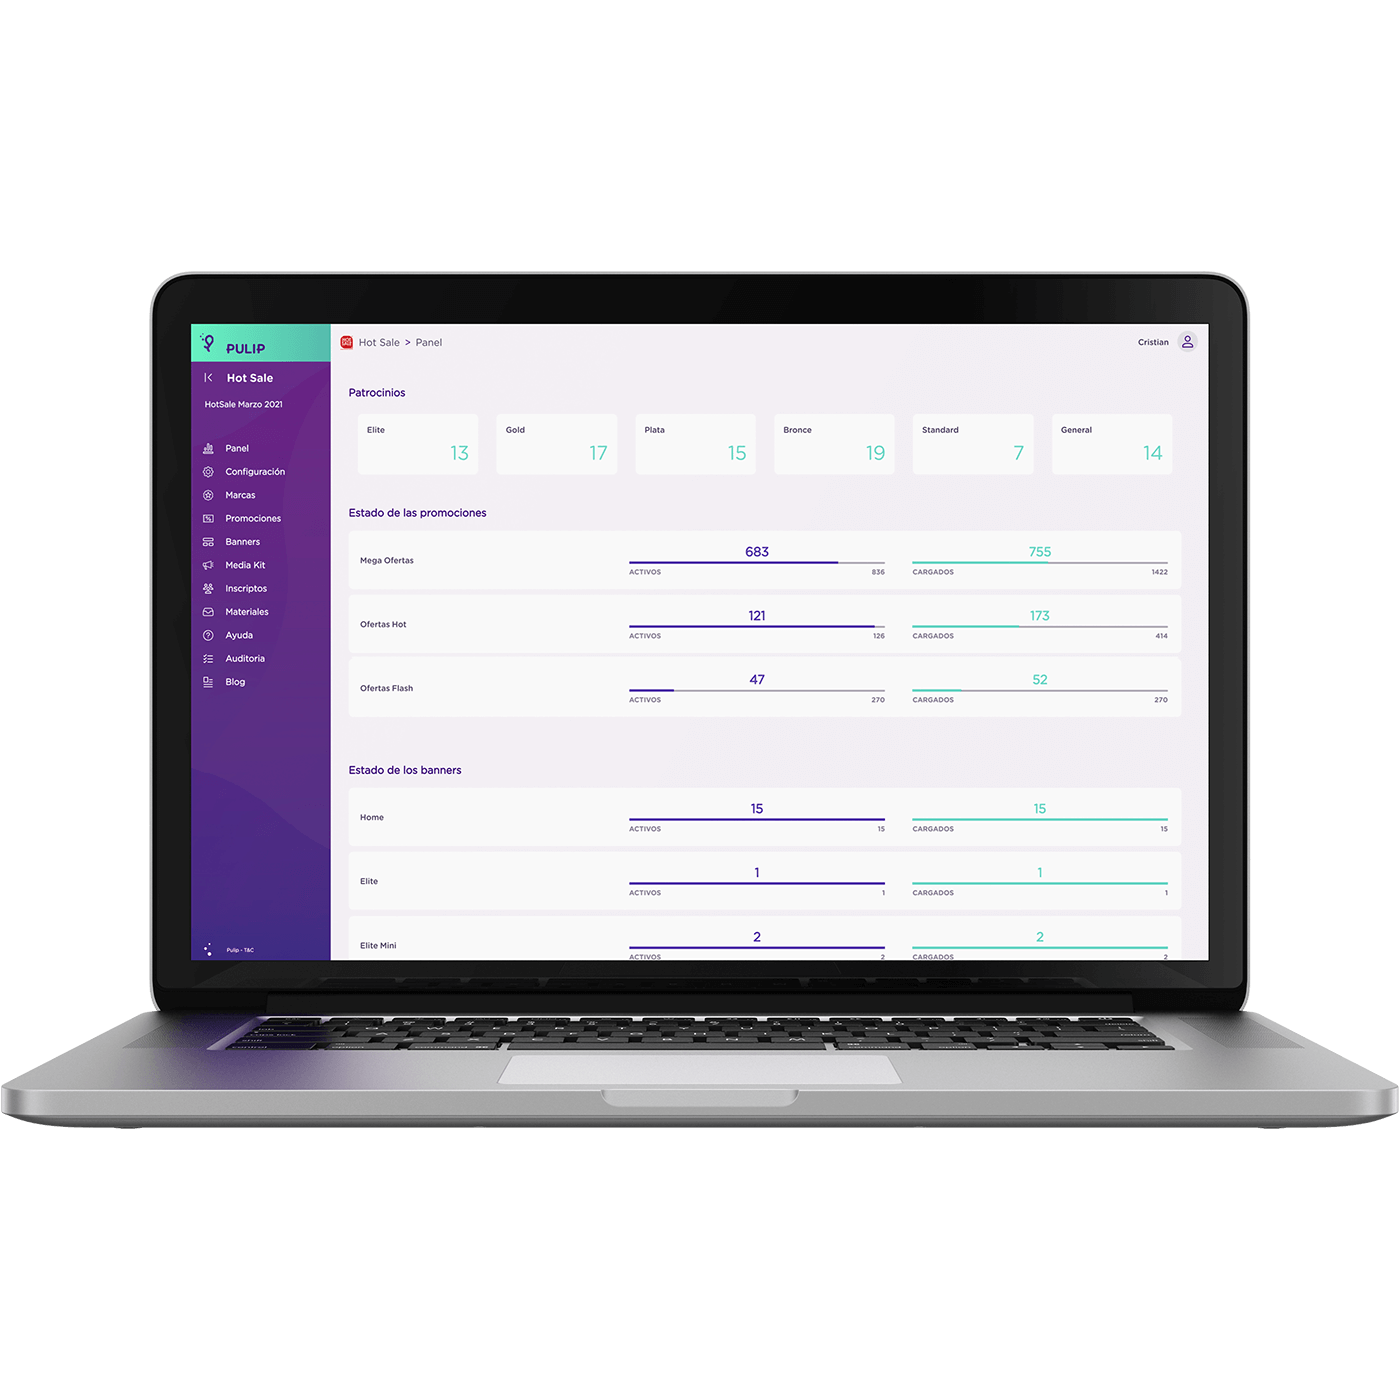 PULIP
Hot Sale > Panel
Cristian
Hot Sale
HotSale Marzo 2021
Panel
Configuración
Marcas
Promociones
Banners
Media Kit
Inscriptos
Materiales
Ayuda
Auditoria
Blog
Pulip - T&C
Patrocinios
Elite
13
Gold
17
Plata
15
Bronce
19
Standard
7
General
14
Estado de las promociones
Mega Ofertas
683
ACTIVOS 836
755
CARGADOS 1422
Ofertas Hot
121
ACTIVOS 126
173
CARGADOS 414
Ofertas Flash
47
ACTIVOS 270
52
CARGADOS 270
Estado de los banners
Home
15
ACTIVOS 15
15
CARGADOS 15
Elite
1
ACTIVOS 1
1
CARGADOS 1
Elite Mini
2
ACTIVOS 2
2
CARGADOS 2